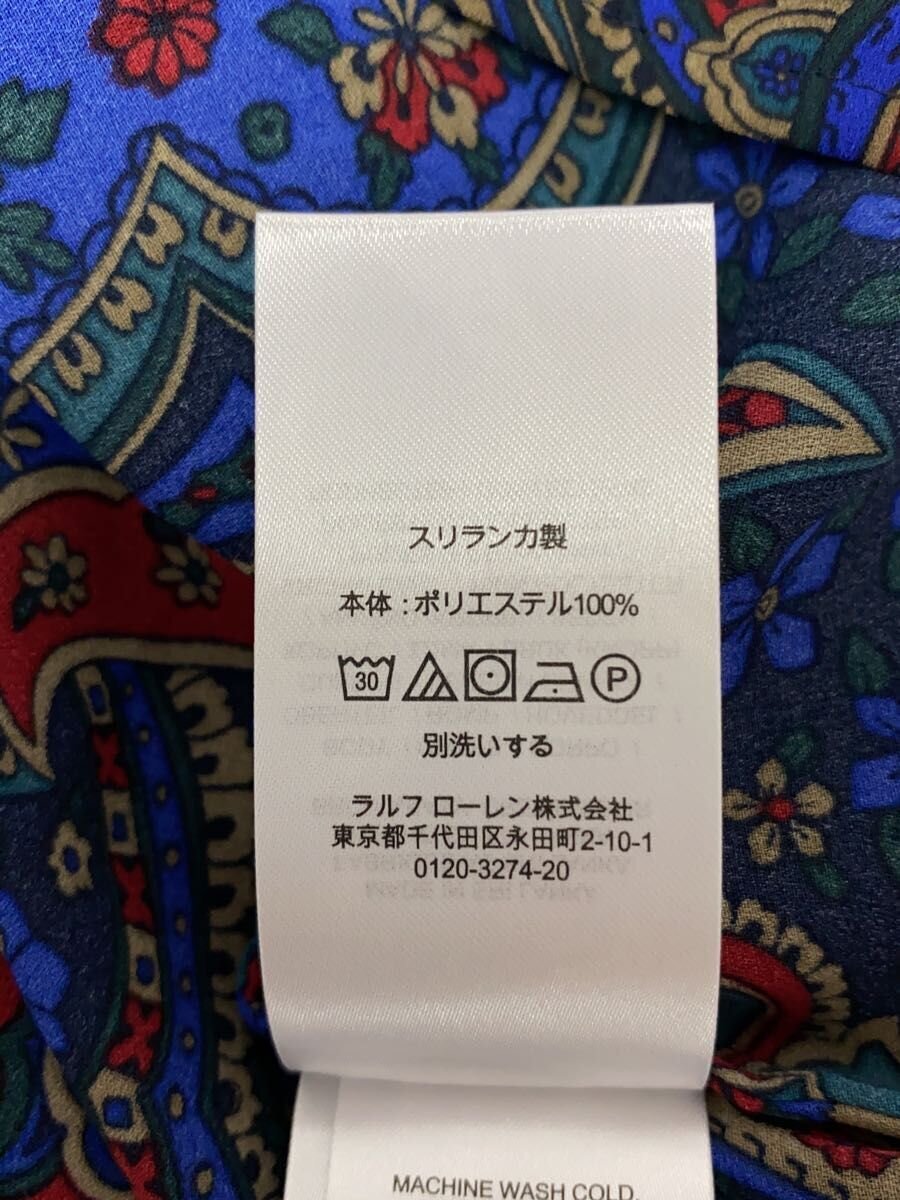 スリランカ製
本体 : ポリエステル100%
30 P
別洗いする
ラルフ ローレン株式会社
東京都千代田区永田町2-10-1
0120-3274-20
MACHINE WASH COLD.